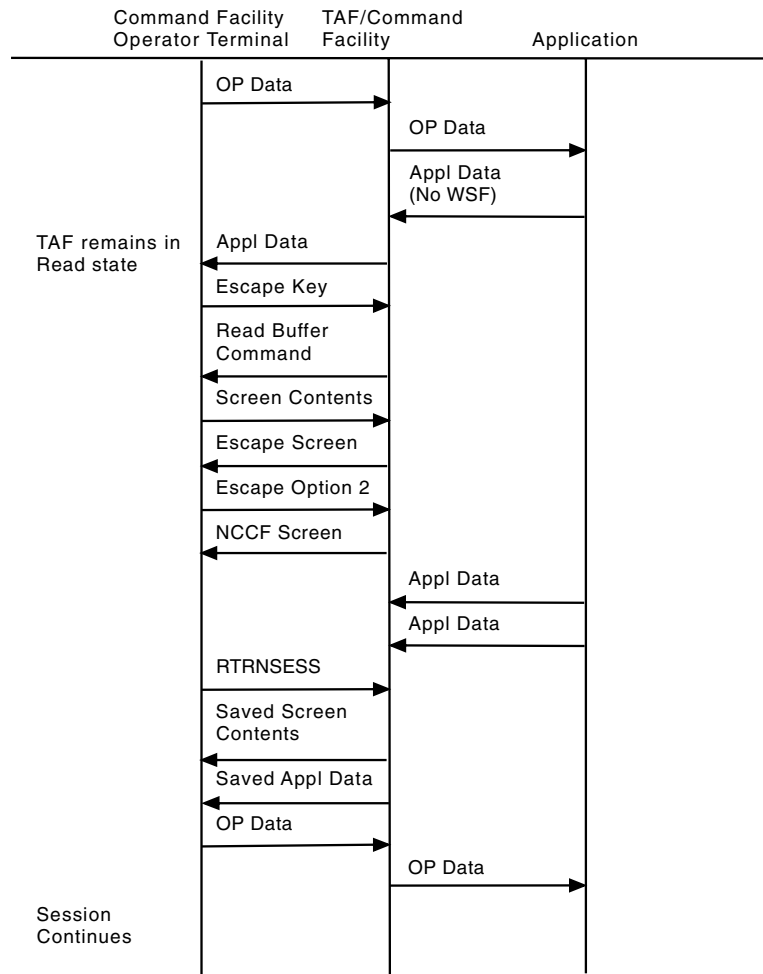 Command Facility
Operator Terminal
TAF/Command
Facility
Application
OP Data
OP Data
Appl Data
(No WSF)
TAF remains in
Read state
Appl Data
Escape Key
Read Buffer
Command
Screen Contents
Escape Screen
Escape Option 2
NCCF Screen
Appl Data
Appl Data
RTRNSESS
Saved Screen
Contents
Saved Appl Data
OP Data
OP Data
Session
Continues